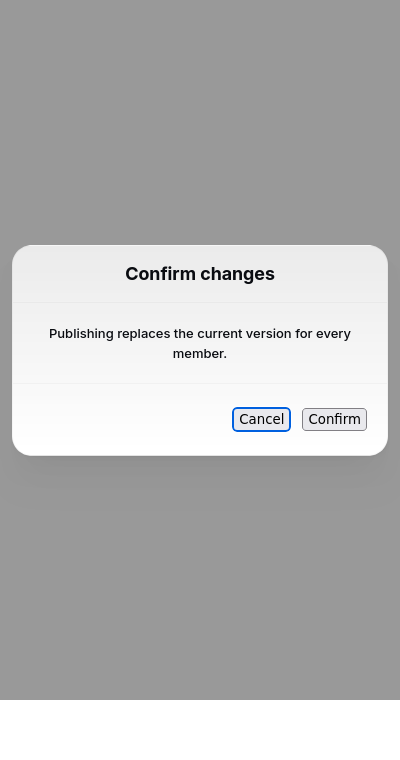 Confirm changes
Publishing replaces the current version for every
member.
Cancel Confirm